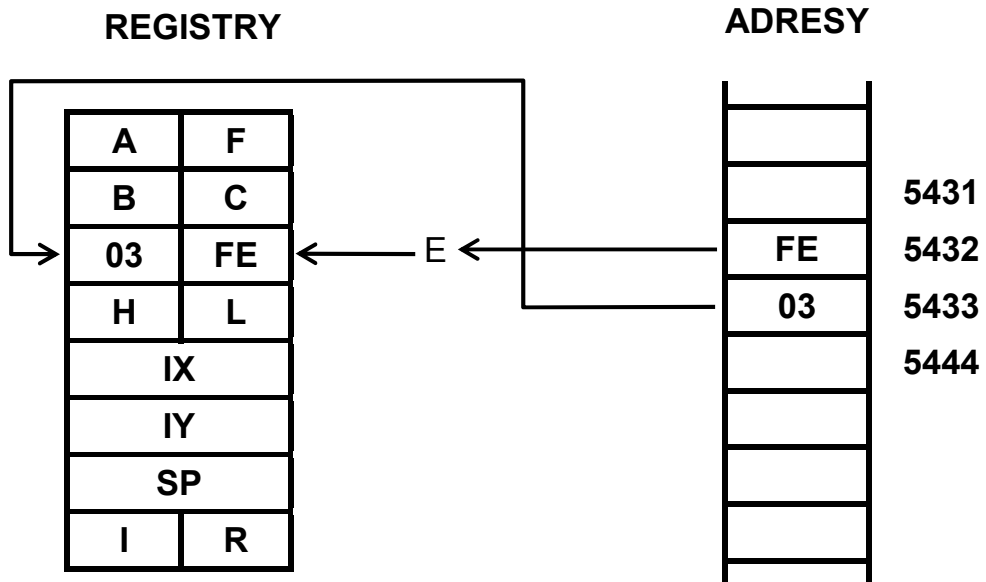 REGISTRY
ADRESY
A F
B C
03 FE
H L
IX
IY
SP
I R
E
5431
FE 5432
03 5433
5444